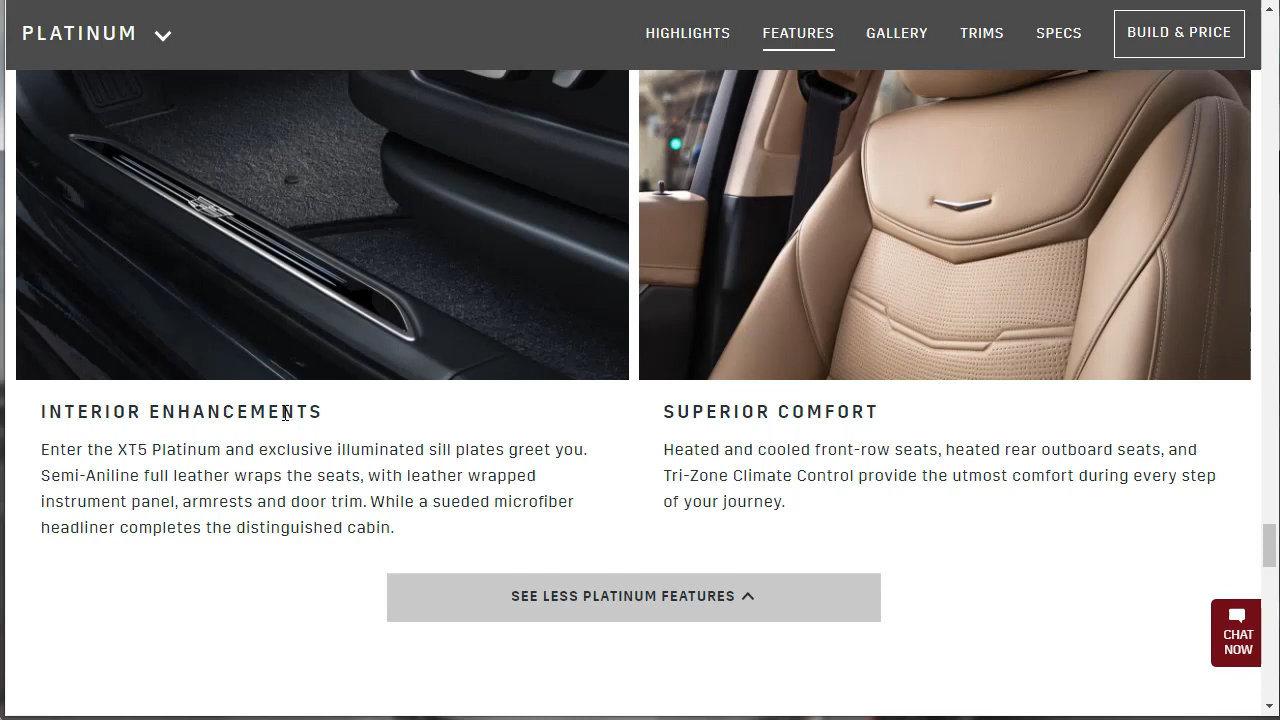 PLATINUM
HIGHLIGHTS
FEATURES
GALLERY
TRIMS
SPECS
BUILD & PRICE
INTERIOR ENHANCEMENTS
Enter the XT5 Platinum and exclusive illuminated sill plates greet you.
Semi-Aniline full leather wraps the seats, with leather wrapped
instrument panel, armrests and door trim. While a sueded microfiber
headliner completes the distinguished cabin.
SUPERIOR COMFORT
Heated and cooled front-row seats, heated rear outboard seats, and
Tri-Zone Climate Control provide the utmost comfort during every step
of your journey.
SEE LESS PLATINUM FEATURES
CHAT
NOW